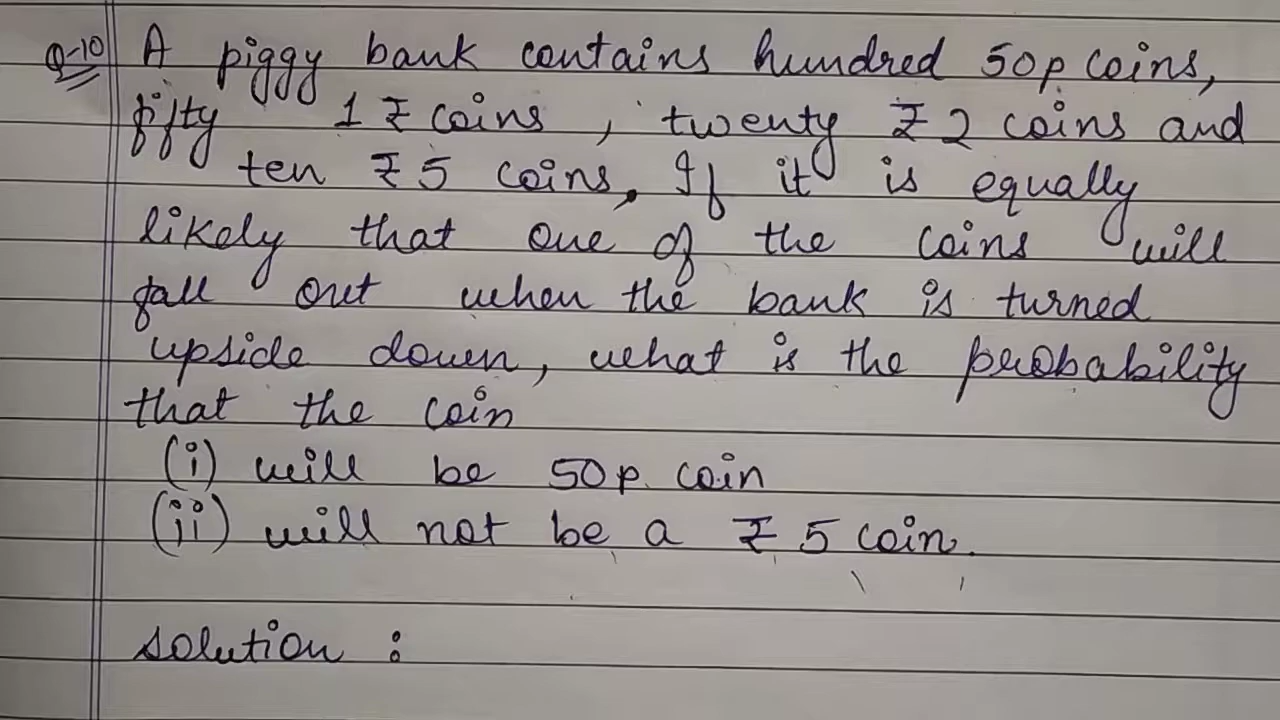 Q-10 A piggy bank contains hundred 50p coins,
fifty 1 ₹ coins, twenty ₹ 2 coins and
ten ₹ 5 coins. If it is equally
likely that one of the coins will
fall out when the bank is turned
upside down, what is the probability
that the coin
(i) will be 50p. coin
(ii) will not be a ₹ 5 coin.
solution :